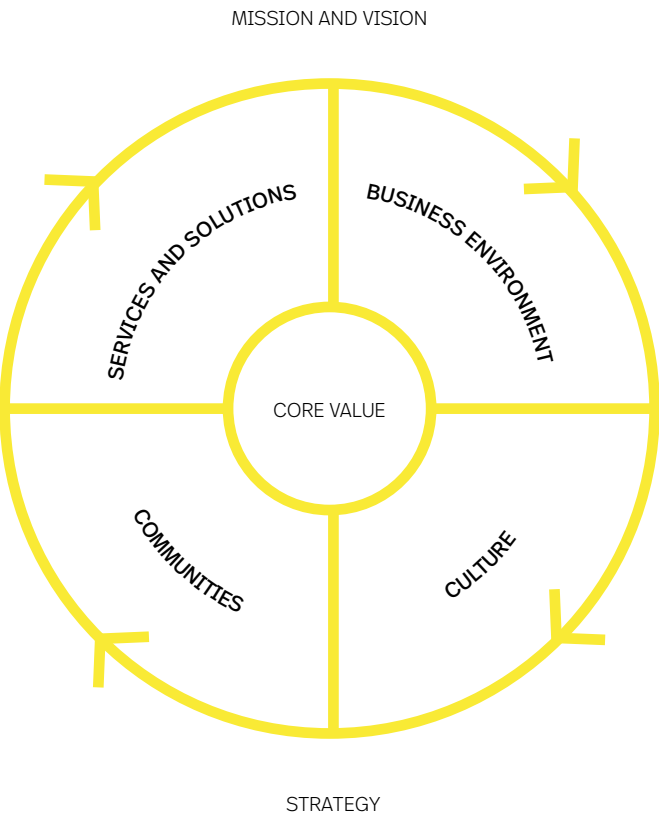 MISSION AND VISION
SERVICES AND SOLUTIONS
BUSINESS ENVIRONMENT
CORE VALUE
COMMUNITIES
CULTURE
STRATEGY